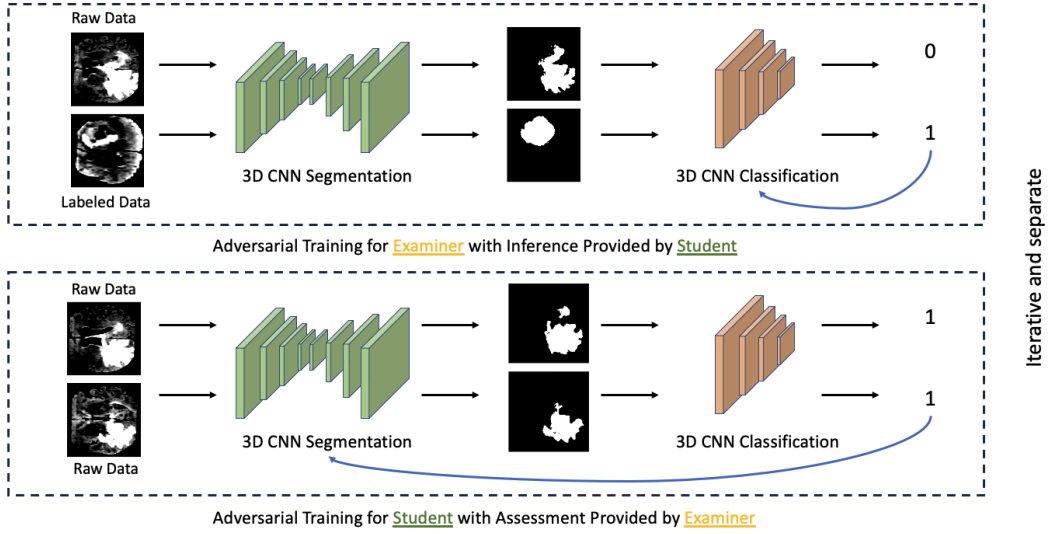 Raw Data
0
1
3D CNN Segmentation
3D CNN Classification
Labeled Data
Adversarial Training for Examiner with Inference Provided by Student
Raw Data
1
1
3D CNN Segmentation
3D CNN Classification
Raw Data
Adversarial Training for Student with Assessment Provided by Examiner
Iterative and separate